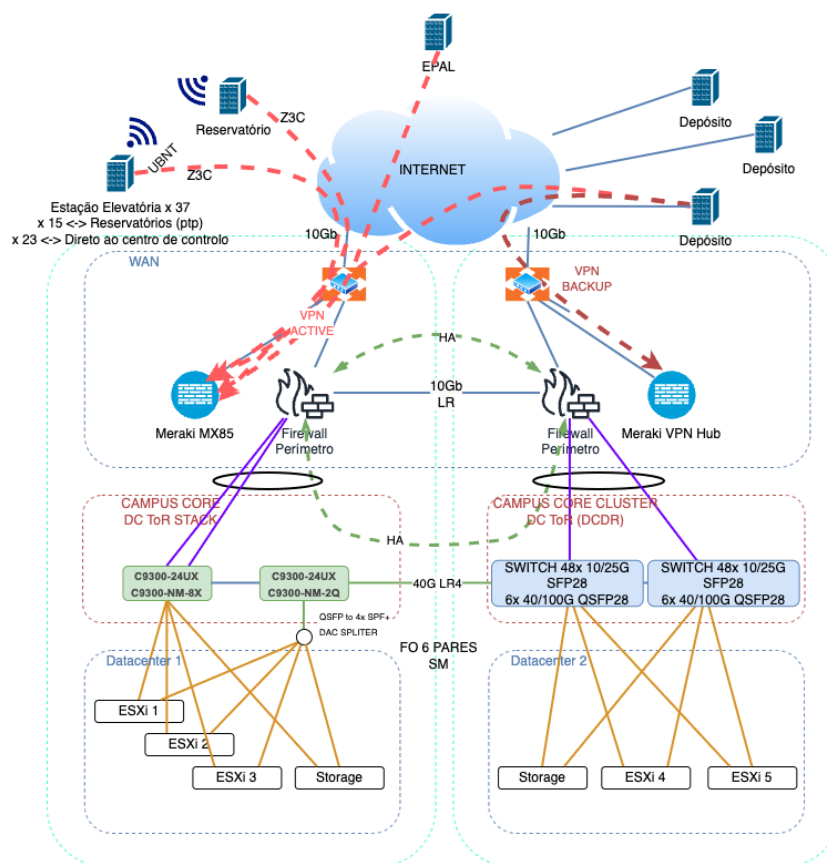 EPAL
Z3C
Reservatório
Depósito
Depósito
UBNT
Z3C
INTERNET
Estação Elevatória x 37
x 15 <-> Reservatórios (ptp)
x 23 <-> Direto ao centro de controlo
Depósito
10Gb
10Gb
WAN
VPN
BACKUP
VPN
ACTIVE
HA
10Gb
LR
Meraki MX85
Firewall
Perímetro
Firewall
Perímetro
Meraki VPN Hub
CAMPUS CORE
DC ToR STACK
CAMPUS CORE CLUSTER
DC ToR (DCDR)
HA
C9300-24UX
C9300-NM-8X
C9300-24UX
C9300-NM-2Q
40G LR4
SWITCH 48x 10/25G
SFP28
6x 40/100G QSFP28
SWITCH 48x 10/25G
SFP28
6x 40/100G QSFP28
QSFP to 4x SPF+
DAC SPLITER
FO 6 PARES
SM
Datacenter 1
Datacenter 2
ESXi 1
ESXi 2
ESXi 3
Storage
Storage
ESXi 4
ESXi 5